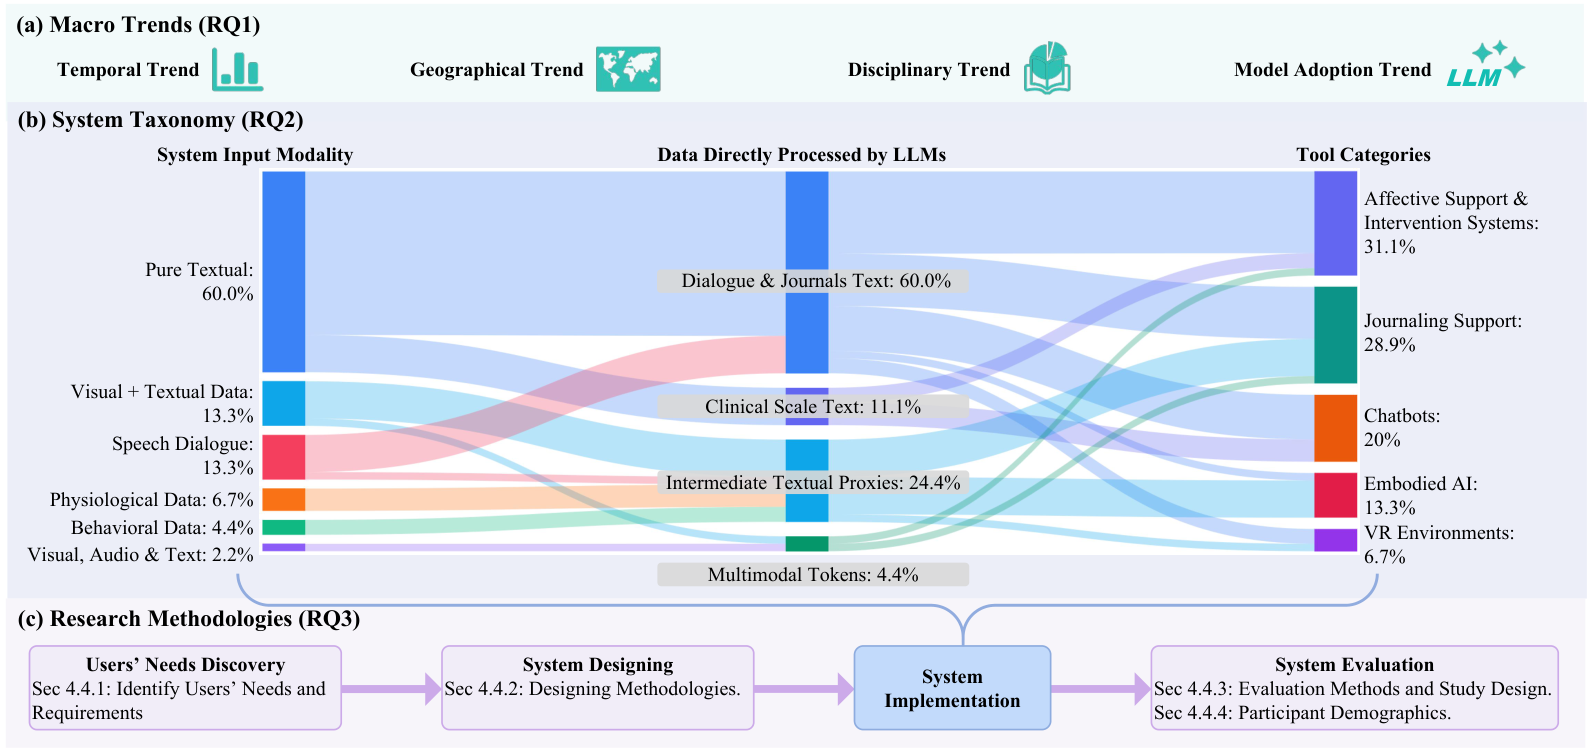 (a) Macro Trends (RQ1)
Temporal Trend
Geographical Trend
Disciplinary Trend
Model Adoption Trend
LLM
(b) System Taxonomy (RQ2)
System Input Modality
Data Directly Processed by LLMs
Tool Categories
Pure Textual:
60.0%
Visual + Textual Data:
13.3%
Speech Dialogue:
13.3%
Physiological Data: 6.7%
Behavioral Data: 4.4%
Visual, Audio & Text: 2.2%
Dialogue & Journals Text: 60.0%
Clinical Scale Text: 11.1%
Intermediate Textual Proxies: 24.4%
Multimodal Tokens: 4.4%
Affective Support &
Intervention Systems:
31.1%
Journaling Support:
28.9%
Chatbots:
20%
Embodied AI:
13.3%
VR Environments:
6.7%
(c) Research Methodologies (RQ3)
Users' Needs Discovery
Sec 4.4.1: Identify Users' Needs and
Requirements
System Designing
Sec 4.4.2: Designing Methodologies.
System
Implementation
System Evaluation
Sec 4.4.3: Evaluation Methods and Study Design.
Sec 4.4.4: Participant Demographics.